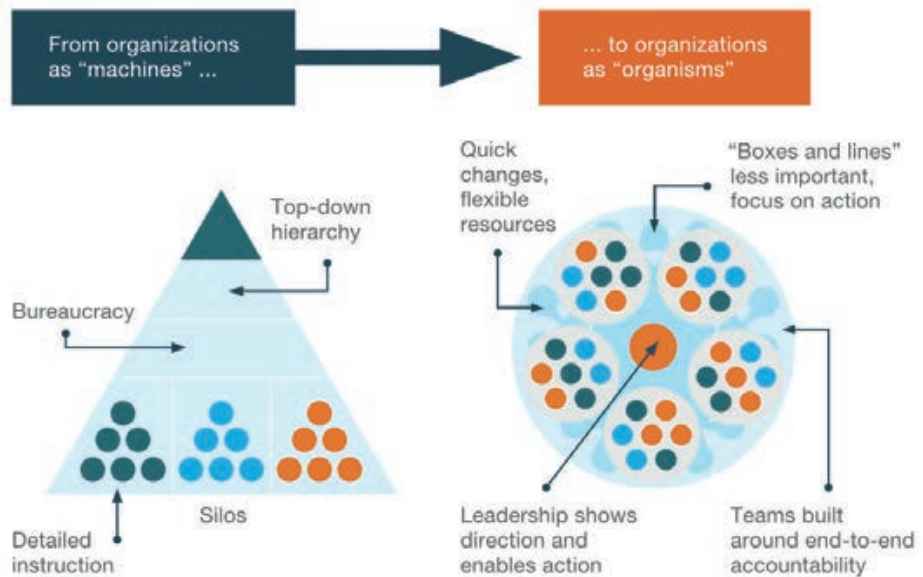 From organizations
as “machines” ...
... to organizations
as “organisms”
Top-down
hierarchy
Bureaucracy
Silos
Detailed
instruction
Quick
changes,
flexible
resources
“Boxes and lines”
less important,
focus on action
Leadership shows
direction and
enables action
Teams built
around end-to-end
accountability